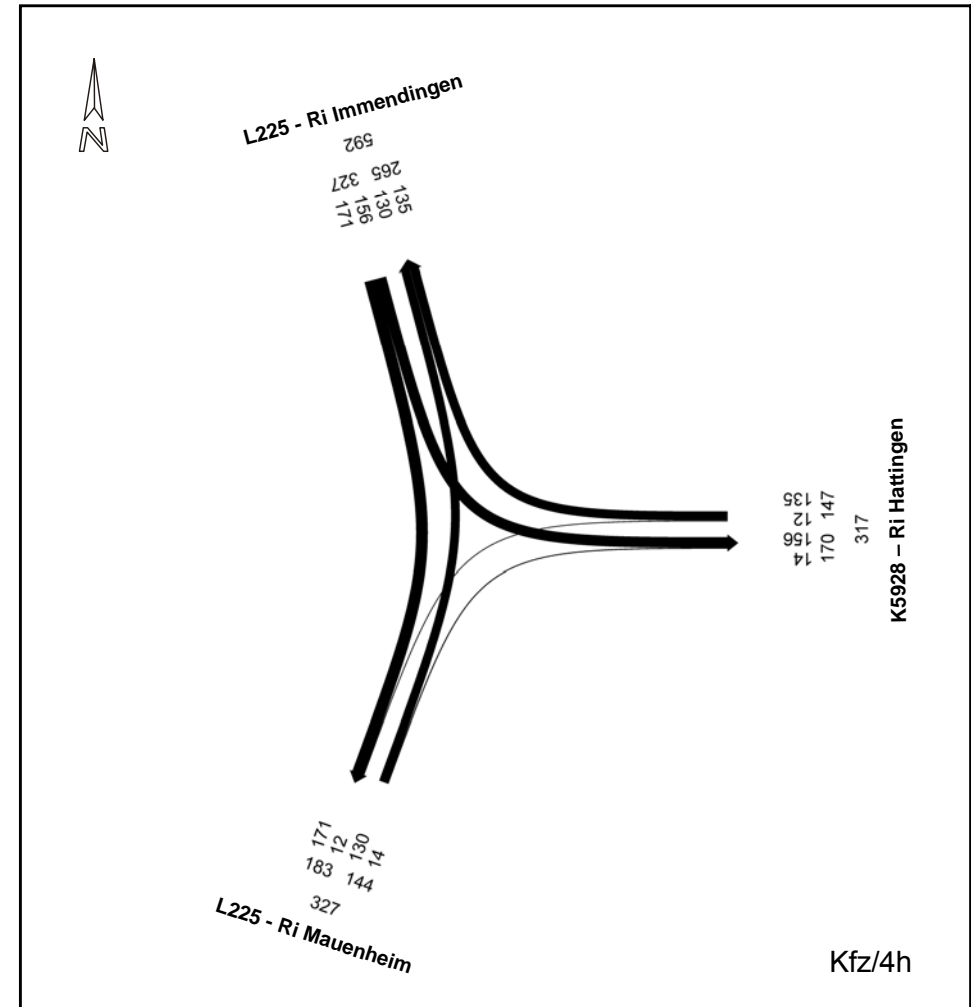 N
L225 - Ri Immendingen
592
327 265
171 156 130 135
135
12
147
156
14
170
317
K5928 – Ri Hattingen
171 12 130 14
183 144
327
L225 - Ri Mauenheim
Kfz/4h